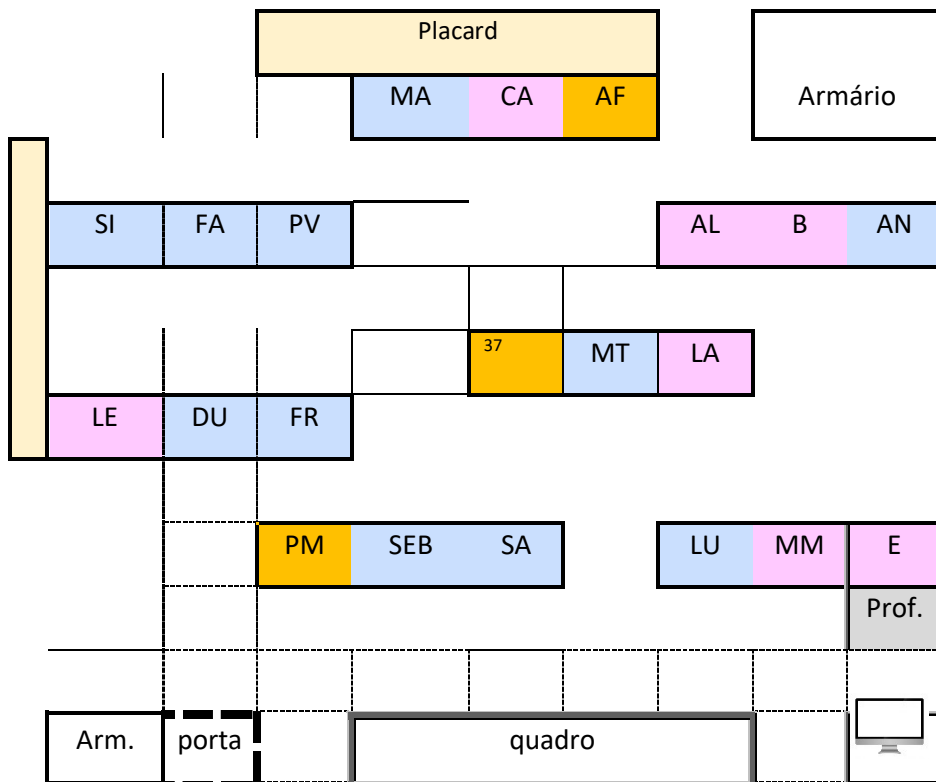 Placard
MA CA AF Armário
SI FA PV AL B AN
37 MT LA
LE DU FR
PM SEB SA LU MM E
Prof.
Arm. porta quadro